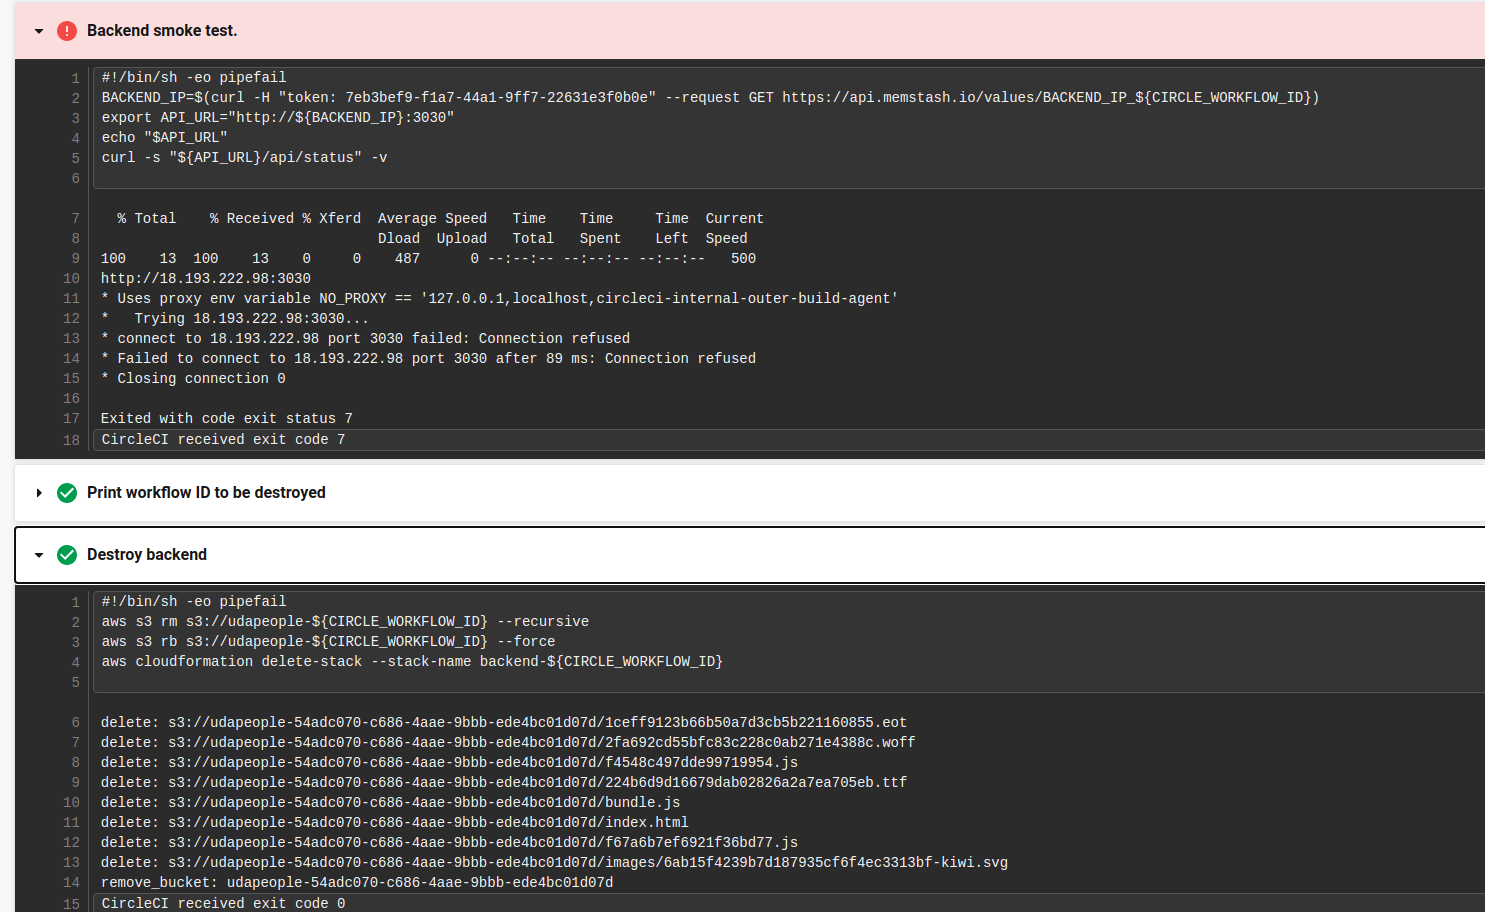 Backend smoke test.
1 #!/bin/sh -eo pipefail
2 BACKEND_IP=$(curl -H "token: 7eb3bef9-f1a7-44a1-9ff7-22631e3f0b0e" --request GET https://api.memstash.io/values/BACKEND_IP_${CIRCLE_WORKFLOW_ID})
3 export API_URL="http://${BACKEND_IP}:3030"
4 echo "$API_URL"
5 curl -s "${API_URL}/api/status" -v
6
7   % Total    % Received % Xferd  Average Speed   Time    Time     Time  Current
8                                  Dload  Upload   Total   Spent    Left  Speed
9 100    13  100    13    0     0    487      0 --:--:-- --:--:-- --:--:--   500
10 http://18.193.222.98:3030
11 * Uses proxy env variable NO_PROXY == '127.0.0.1,localhost,circleci-internal-outer-build-agent'
12 *   Trying 18.193.222.98:3030...
13 * connect to 18.193.222.98 port 3030 failed: Connection refused
14 * Failed to connect to 18.193.222.98 port 3030 after 89 ms: Connection refused
15 * Closing connection 0
16
17 Exited with code exit status 7
18 CircleCI received exit code 7
Print workflow ID to be destroyed
Destroy backend
1 #!/bin/sh -eo pipefail
2 aws s3 rm s3://udapeople-${CIRCLE_WORKFLOW_ID} --recursive
3 aws s3 rb s3://udapeople-${CIRCLE_WORKFLOW_ID} --force
4 aws cloudformation delete-stack --stack-name backend-${CIRCLE_WORKFLOW_ID}
5
6 delete: s3://udapeople-54adc070-c686-4aae-9bbb-ede4bc01d07d/1ceff9123b66b50a7d3cb5b221160855.eot
7 delete: s3://udapeople-54adc070-c686-4aae-9bbb-ede4bc01d07d/2fa692cd55bfc83c228c0ab271e4388c.woff
8 delete: s3://udapeople-54adc070-c686-4aae-9bbb-ede4bc01d07d/f4548c497dde99719954.js
9 delete: s3://udapeople-54adc070-c686-4aae-9bbb-ede4bc01d07d/224b6d9d16679dab02826a2a7ea705eb.ttf
10 delete: s3://udapeople-54adc070-c686-4aae-9bbb-ede4bc01d07d/bundle.js
11 delete: s3://udapeople-54adc070-c686-4aae-9bbb-ede4bc01d07d/index.html
12 delete: s3://udapeople-54adc070-c686-4aae-9bbb-ede4bc01d07d/f67a6b7ef6921f36bd77.js
13 delete: s3://udapeople-54adc070-c686-4aae-9bbb-ede4bc01d07d/images/6ab15f4239b7d187935cf6f4ec3313bf-kiwi.svg
14 remove_bucket: udapeople-54adc070-c686-4aae-9bbb-ede4bc01d07d
15 CircleCI received exit code 0